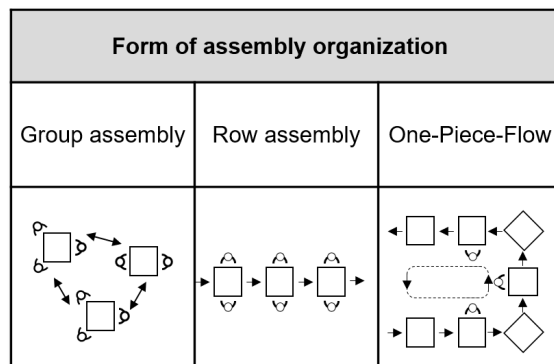 Form of assembly organization
Group assembly
Row assembly
One-Piece-Flow